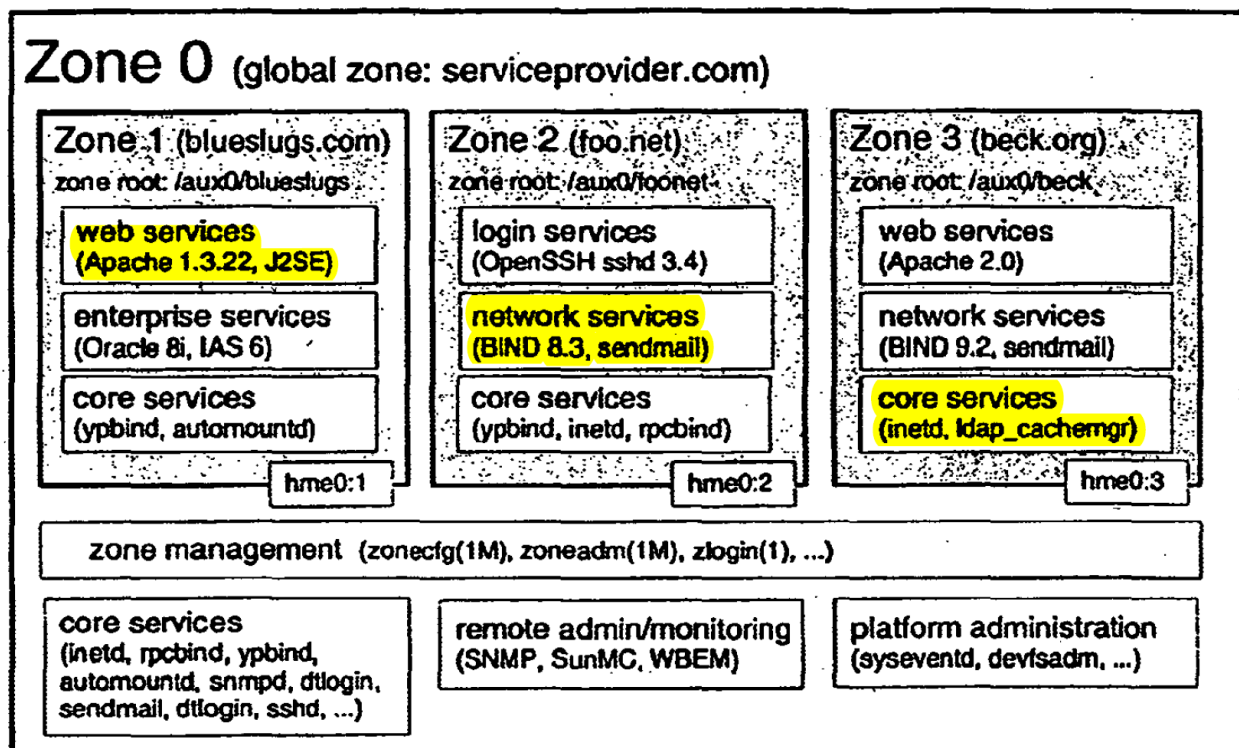 Zone 0 (global zone: serviceprovider.com)
Zone 1 (blueslugs.com)
zone root: /aux0/blueslugs
web services
(Apache 1.3.22, J2SE)
enterprise services
(Oracle 8i, IAS 6)
core services
(ypbind, automountd)
hme0:1
Zone 2 (foo.net)
zone root: /aux0/foonet
login services
(OpenSSH sshd 3.4)
network services
(BIND 8.3, sendmail)
core services
(ypbind, inetd, rpcbind)
hme0:2
Zone 3 (beck.org)
zone root: /aux0/beck
web services
(Apache 2.0)
network services
(BIND 9.2, sendmail)
core services
(inetd, ldap_cachemgr)
hme0:3
zone management (zonecfg(1M), zoneadm(1M), zlogin(1), ...)
core services
(inetd, rpcbind, ypbind,
automountd, snmpd, dtlogin,
sendmail, dtlogin, sshd, ...)
remote admin/monitoring
(SNMP, SunMC, WBEM)
platform administration
(syseventd, devfsadm, ...)